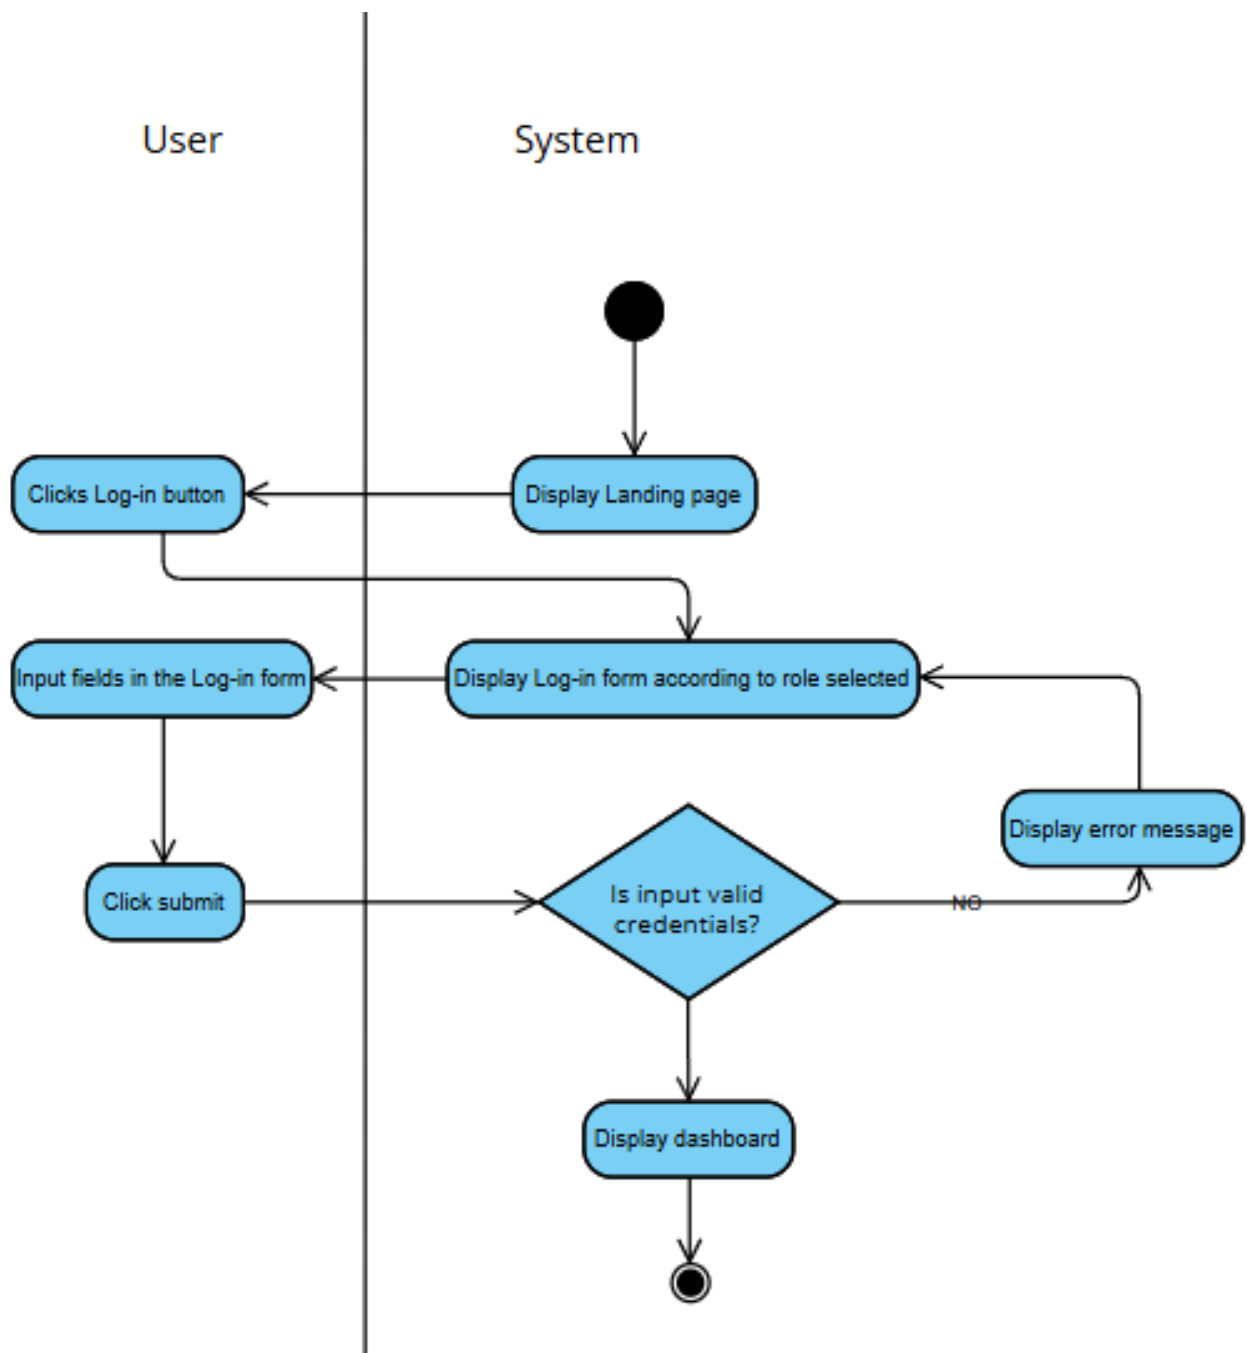 User
System
Clicks Log-in button
Display Landing page
Input fields in the Log-in form
Display Log-in form according to role selected
Display error message
Click submit
Is input valid
credentials?
NO
Display dashboard